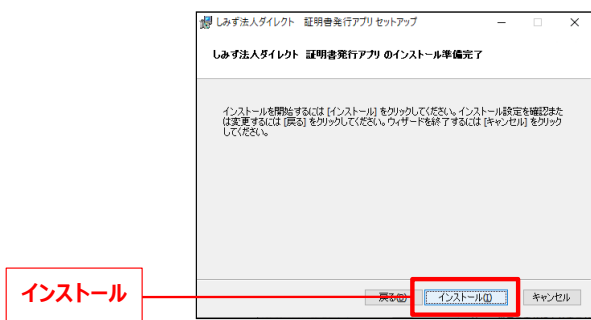 しみず法人ダイレクト　証明書発行アプリ セットアップ
しみず法人ダイレクト　証明書発行アプリ のインストール準備完了
インストールを開始するには [インストール] をクリックしてください。インストール設定を確認また
は変更するには [戻る] をクリックしてください。ウィザードを終了するには [キャンセル] をクリック
してください。
インストール
戻る(B)
インストール(I)
キャンセル